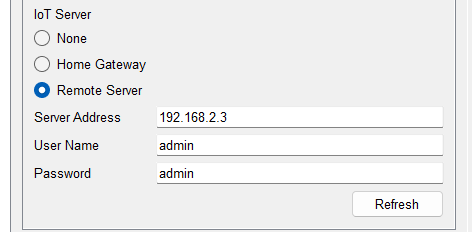 IoT Server
None
Home Gateway
Remote Server
Server Address 192.168.2.3
User Name admin
Password admin
Refresh